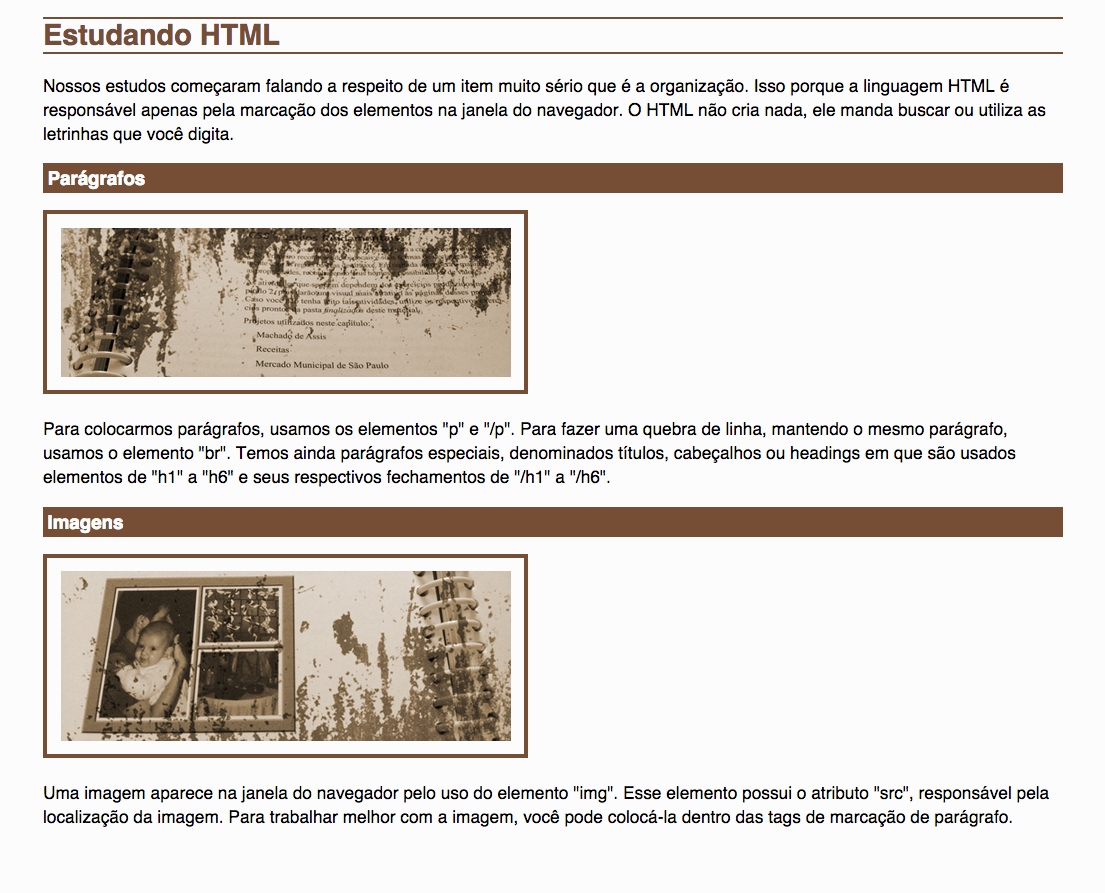 Estudando HTML
Nossos estudos começaram falando a respeito de um item muito sério que é a organização. Isso porque a linguagem HTML é
responsável apenas pela marcação dos elementos na janela do navegador. O HTML não cria nada, ele manda buscar ou utiliza as
letrinhas que você digita.
Parágrafos
pronto da pasta finalizados deste material.
Projetos utilizados neste capítulo:
Machado de Assis
Receitas
Mercado Municipal de São Paulo
Para colocarmos parágrafos, usamos os elementos "p" e "/p". Para fazer uma quebra de linha, mantendo o mesmo parágrafo,
usamos o elemento "br". Temos ainda parágrafos especiais, denominados títulos, cabeçalhos ou headings em que são usados
elementos de "h1" a "h6" e seus respectivos fechamentos de "/h1" a "/h6".
Imagens
Uma imagem aparece na janela do navegador pelo uso do elemento "img". Esse elemento possui o atributo "src", responsável pela
localização da imagem. Para trabalhar melhor com a imagem, você pode colocá-la dentro das tags de marcação de parágrafo.